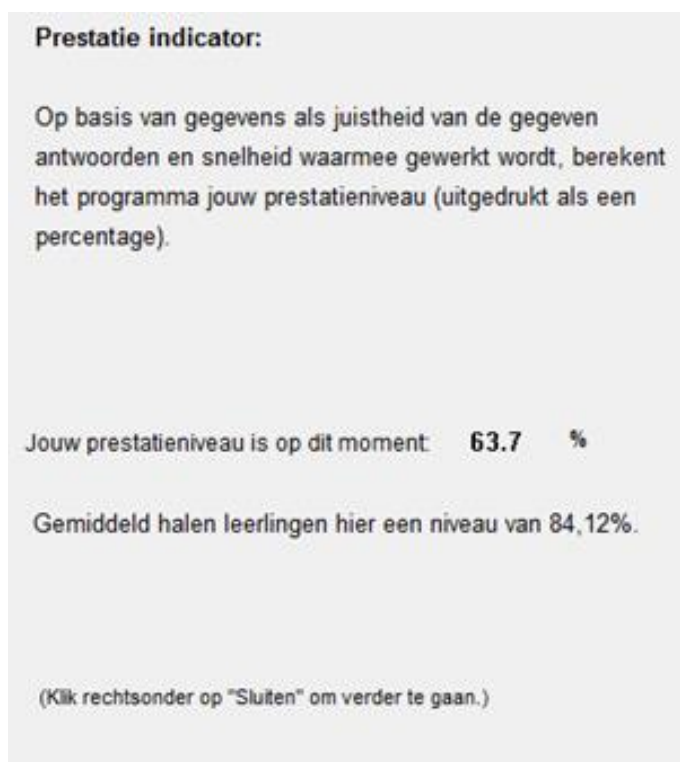 Prestatie indicator:
Op basis van gegevens als juistheid van de gegeven
antwoorden en snelheid waarmee gewerkt wordt, berekent
het programma jouw prestatieniveau (uitgedrukt als een
percentage).
Jouw prestatieniveau is op dit moment: 63.7 %
Gemiddeld halen leerlingen hier een niveau van 84,12%.
(Klik rechtsonder op "Sluiten" om verder te gaan.)